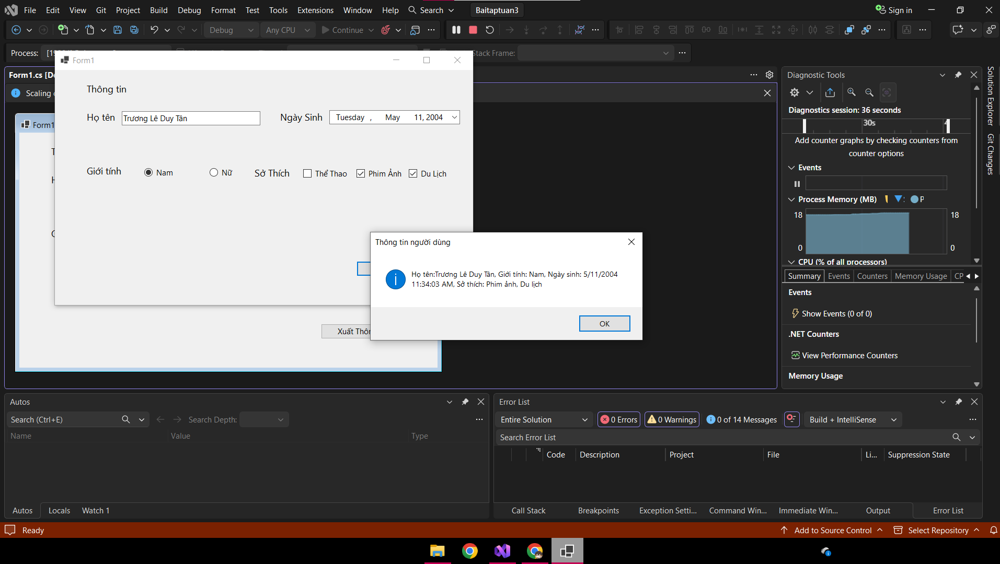 File Edit View Git Project Build Debug Format Test Tools Extensions Window Help Search Baitaptuan3 Sign in
Debug Any CPU Continue
Process: Stack Frame:
Form1
Form1.cs
Diagnostic Tools
Scaling
Thông tin
Diagnostics session: 36 seconds
30s
Họ tên Trương Lê Duy Tân Ngày Sinh Tuesday , May 11, 2004
Form1
Add counter graphs by checking counters from
counter options
Giới tính Nam Nữ Sở Thích Thể Thao Phim Ảnh Du Lịch
Events
Process Memory (MB) P
18 18
0 0
CPU (% of all processors)
Summary Events Counters Memory Usage CP
Events
Show Events (0 of 0)
.NET Counters
View Performance Counters
Memory Usage
Thông tin người dùng
Họ tên:Trương Lê Duy Tân, Giới tính: Nam, Ngày sinh: 5/11/2004
11:34:03 AM, Sở thích: Phim ảnh, Du lịch
OK
Xuất
Solution Explorer
Git Changes
Autos
Search (Ctrl+E) Search Depth:
Name Value Type
Autos Locals Watch 1
Error List
Entire Solution 0 Errors 0 Warnings 0 of 14 Messages Build + IntelliSense
Search Error List
Code Description Project File Li... Suppression State
Call Stack Breakpoints Exception Setti... Command Win... Immediate Win... Output Error List
Ready Add to Source Control Select Repository